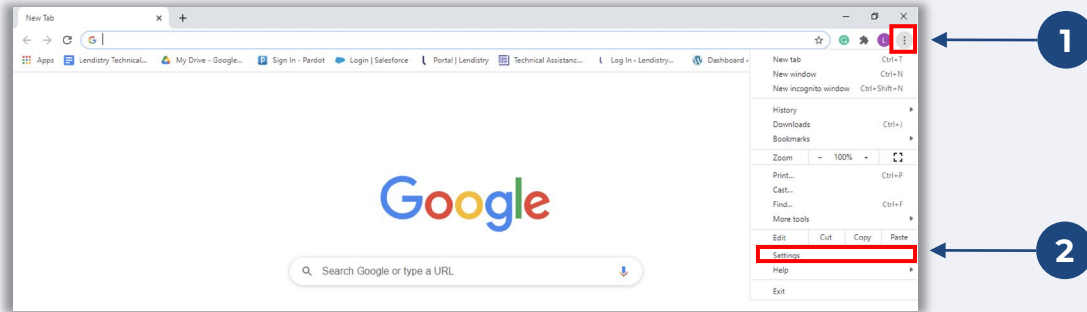 New Tab
G
Apps Lendistry Technical... My Drive - Google... Sign In - Pardot Login | Salesforce Portal | Lendistry Technical Assistanc... Log In ‹ Lendistry... Dashboard ‹
New tab Ctrl+T
New window Ctrl+N
New incognito window Ctrl+Shift+N
History
Downloads Ctrl+J
Bookmarks
Zoom - 100% +
Print... Ctrl+P
Cast...
Find... Ctrl+F
More tools
Edit Cut Copy Paste
Settings
Help
Exit
Google
Search Google or type a URL
1
2